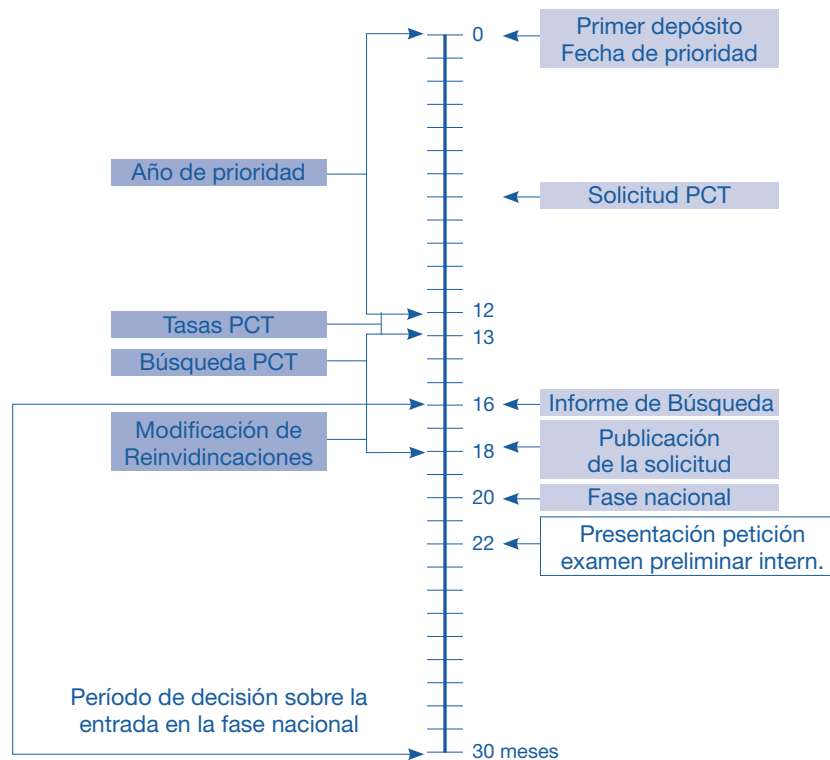 0
Primer depósito
Fecha de prioridad
Año de prioridad
Solicitud PCT
12
Tasas PCT
13
Búsqueda PCT
16
Informe de Búsqueda
Modificación de
Reinvidincaciones
18
Publicación
de la solicitud
20
Fase nacional
22
Presentación petición
examen preliminar intern.
Período de decisión sobre la
entrada en la fase nacional
30 meses